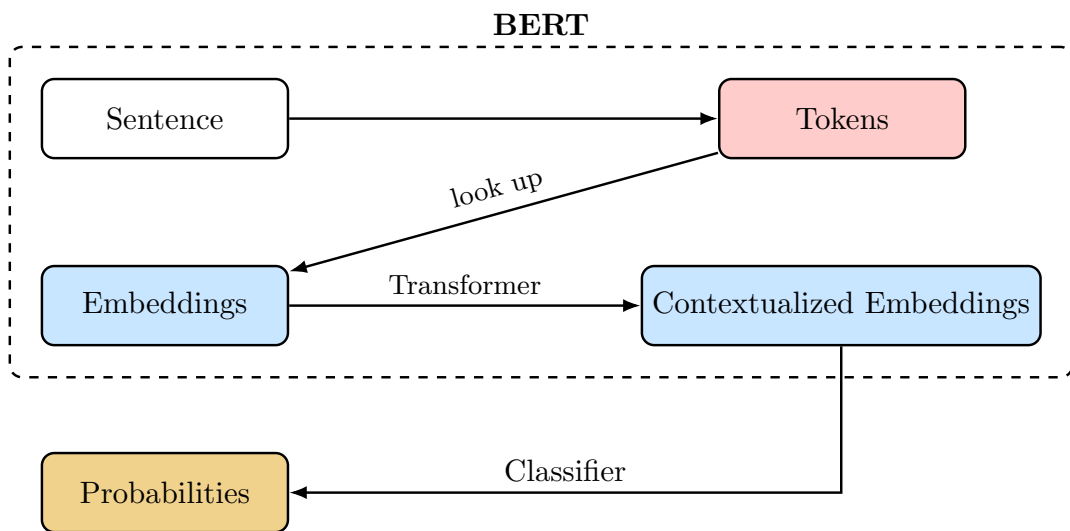 BERT
Sentence
Tokens
look up
Embeddings
Transformer
Contextualized Embeddings
Classifier
Probabilities